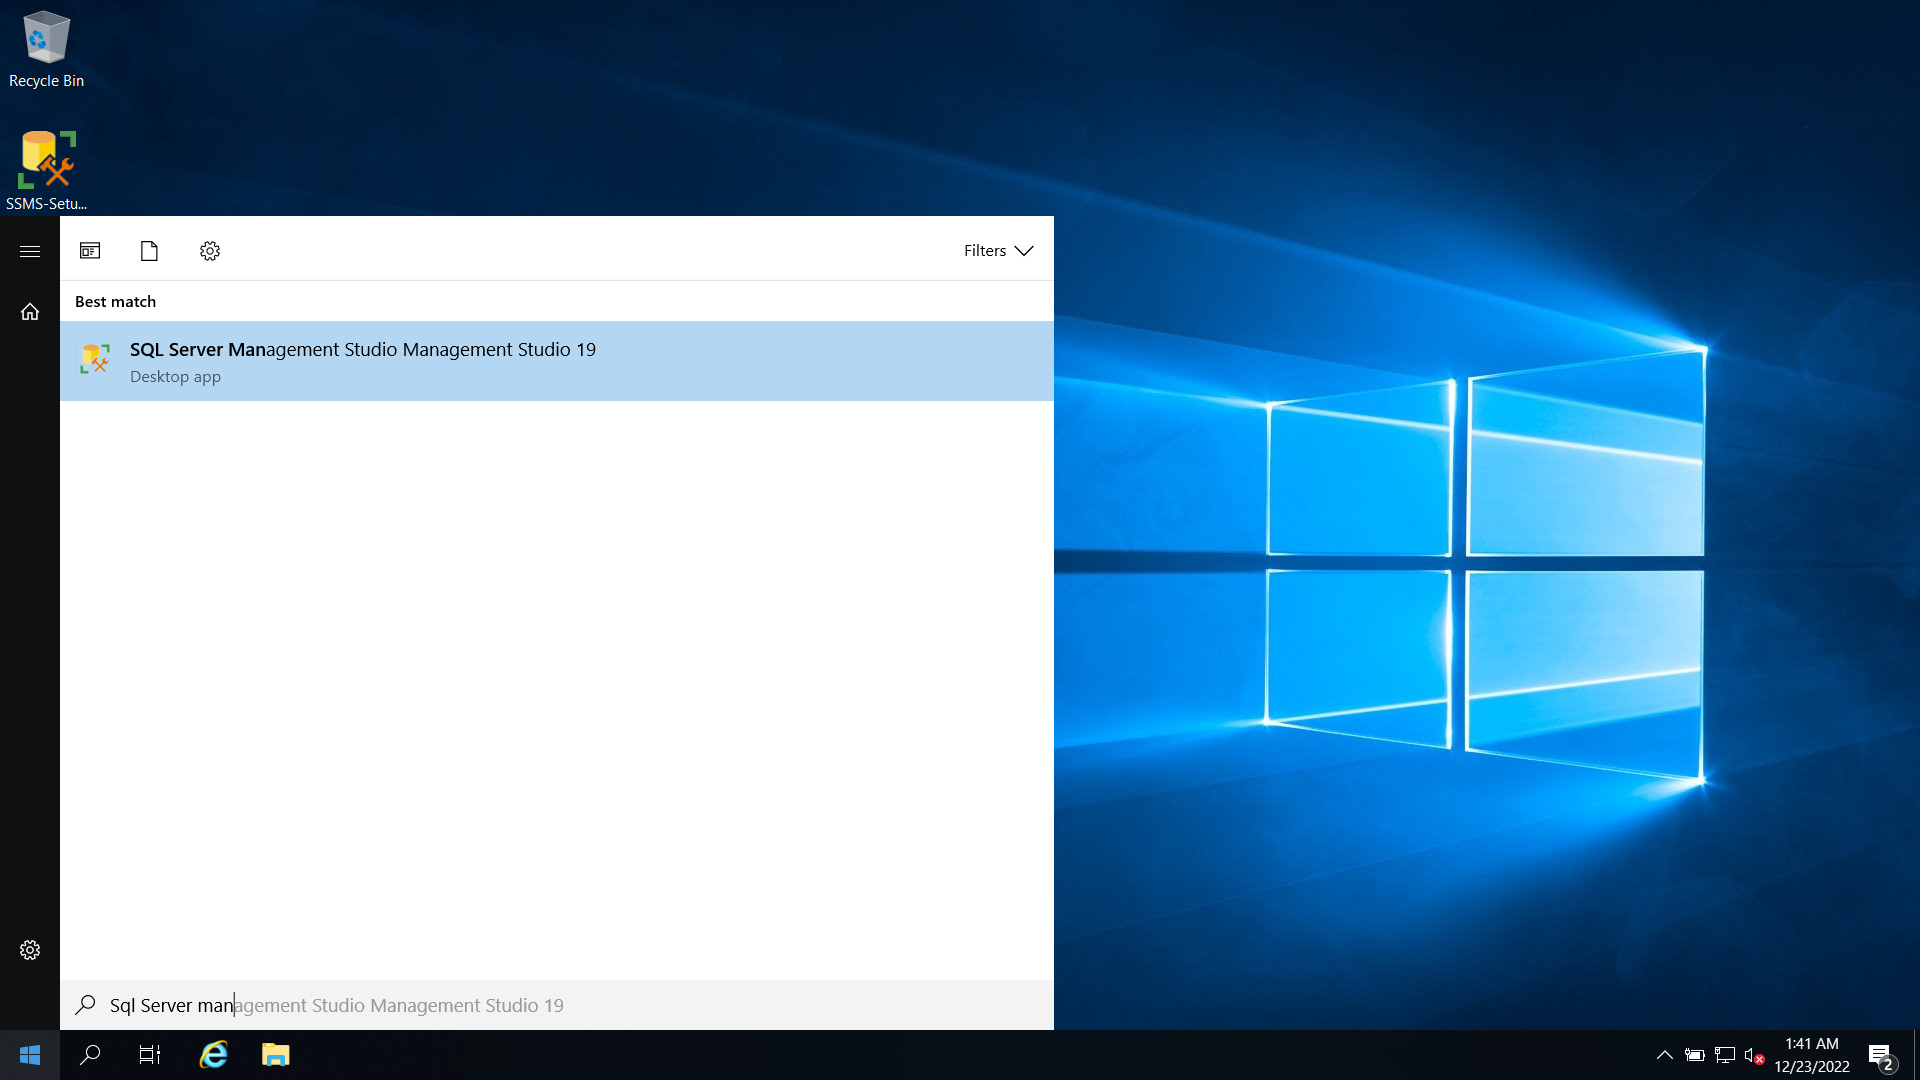 Recycle Bin
SSMS-Setu...
Filters
Best match
SQL Server Management Studio Management Studio 19
Desktop app
Sql Server management Studio Management Studio 19
1:41 AM
12/23/2022
2